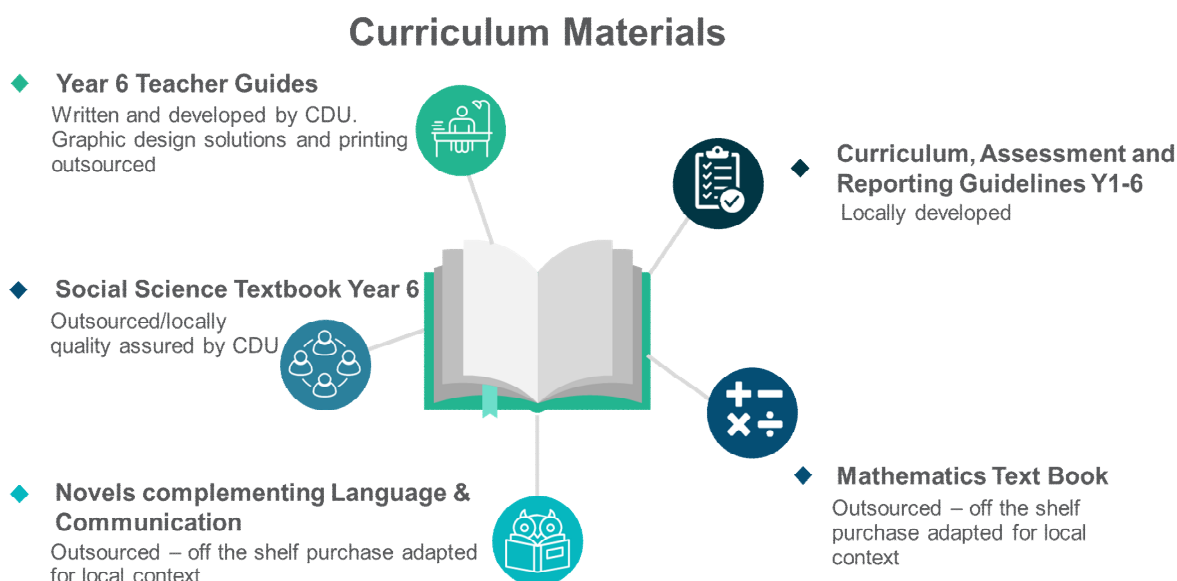 Curriculum Materials
Year 6 Teacher Guides
Written and developed by CDU.
Graphic design solutions and printing
outsourced
Curriculum, Assessment and
Reporting Guidelines Y1-6
Locally developed
Social Science Textbook Year 6
Outsourced/locally
quality assured by CDU
Mathematics Text Book
Outsourced – off the shelf
purchase adapted for local
context
Novels complementing Language &
Communication
Outsourced – off the shelf purchase adapted
for local context